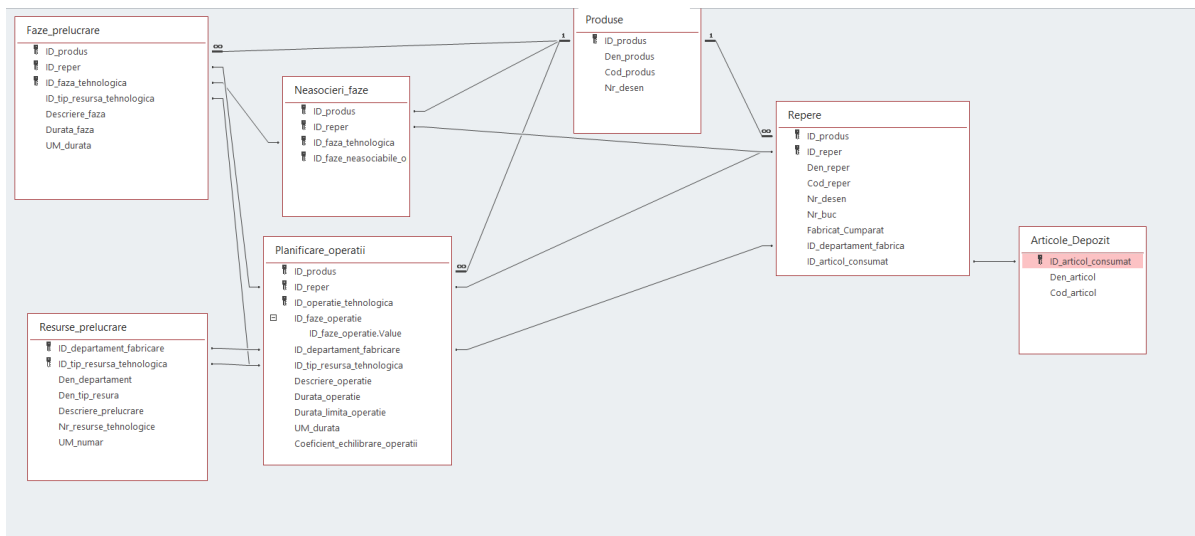 Faze_prelucrare
ID_produs
ID_reper
ID_faza_tehnologica
ID_tip_resursa_tehnologica
Descriere_faza
Durata_faza
UM_durata
Neasocieri_faze
ID_produs
ID_reper
ID_faza_tehnologica
ID_faze_neasociabile_o
Produse
ID_produs
Den_produs
Cod_produs
Nr_desen
Repere
ID_produs
ID_reper
Den_reper
Cod_reper
Nr_desen
Nr_buc
Fabricat_Cumparat
ID_departament_fabrica
ID_articol_consumat
Articole_Depozit
ID_articol_consumat
Den_articol
Cod_articol
Planificare_operatii
ID_produs
ID_reper
ID_operatie_tehnologica
ID_faze_operatie
ID_faze_operatie.Value
ID_departament_fabricare
ID_tip_resursa_tehnologica
Descriere_operatie
Durata_operatie
Durata_limita_operatie
UM_durata
Coeficient_echilibrare_operatii
Resurse_prelucrare
ID_departament_fabricare
ID_tip_resursa_tehnologica
Den_departament
Den_tip_resura
Descriere_prelucrare
Nr_resurse_tehnologice
UM_numar
∞
1
1
∞
∞